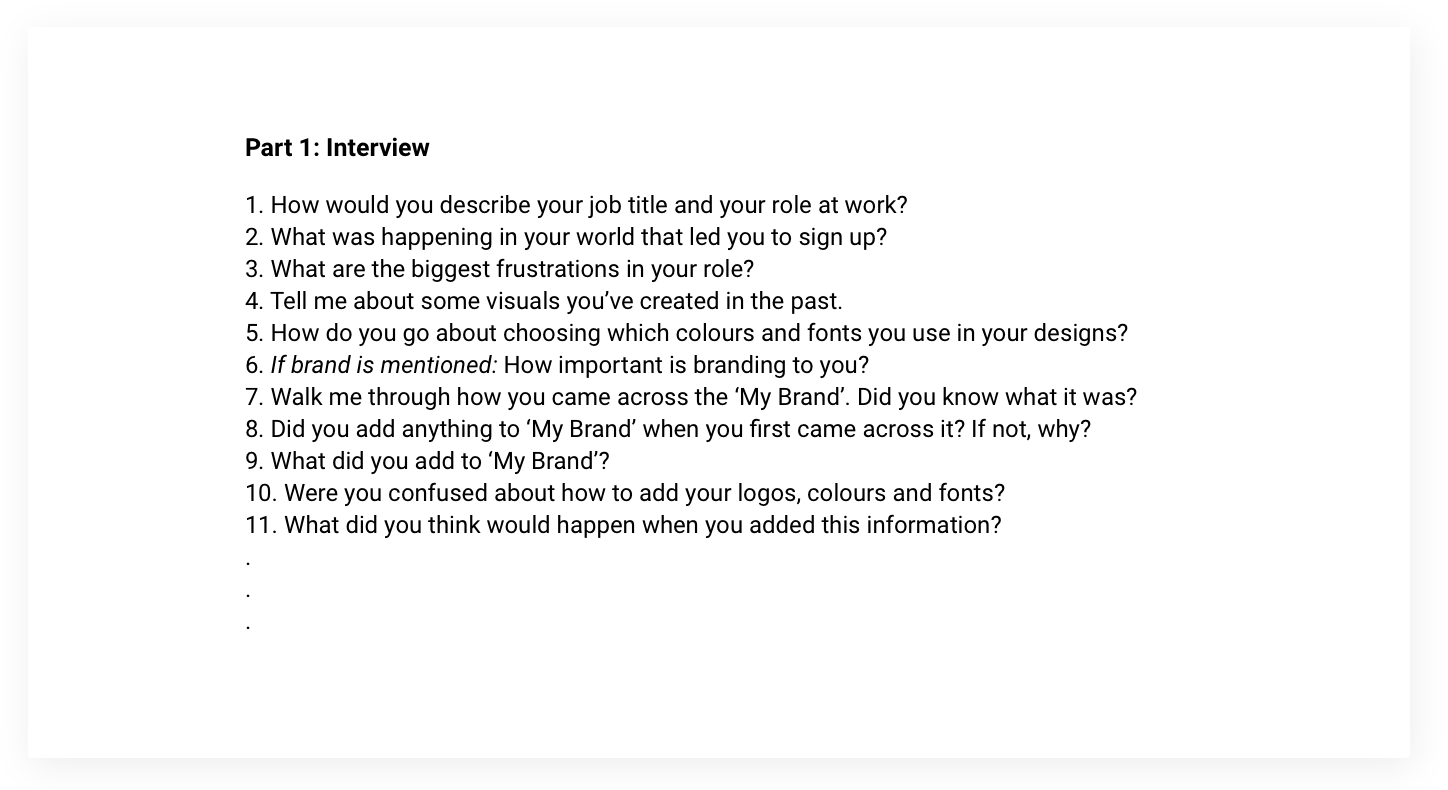 Part 1: Interview
1. How would you describe your job title and your role at work?
2. What was happening in your world that led you to sign up?
3. What are the biggest frustrations in your role?
4. Tell me about some visuals you’ve created in the past.
5. How do you go about choosing which colours and fonts you use in your designs?
6. If brand is mentioned: How important is branding to you?
7. Walk me through how you came across the ‘My Brand’. Did you know what it was?
8. Did you add anything to ‘My Brand’ when you first came across it? If not, why?
9. What did you add to ‘My Brand’?
10. Were you confused about how to add your logos, colours and fonts?
11. What did you think would happen when you added this information?
.
.
.